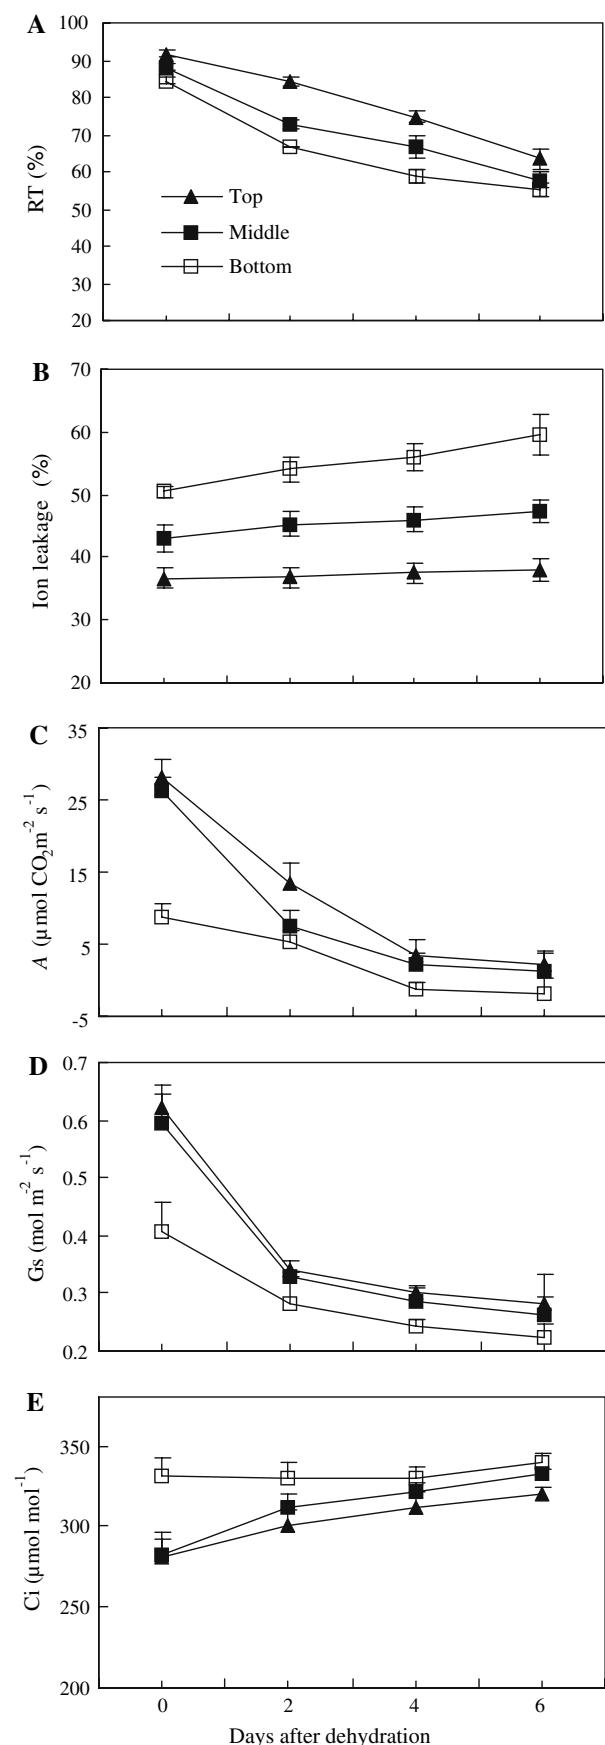 A
RT (%)
100
90
80
70
60
50
40
30
20
Top
Middle
Bottom
B
Ion leakage (%)
70
60
50
40
30
20
C
A (μmol CO2m-2 s-1)
35
25
15
5
-5
D
Gs (mol m-2 s-1)
0.7
0.6
0.5
0.4
0.3
0.2
E
Ci (μmol mol-1)
350
300
250
200
0 2 4 6
Days after dehydration